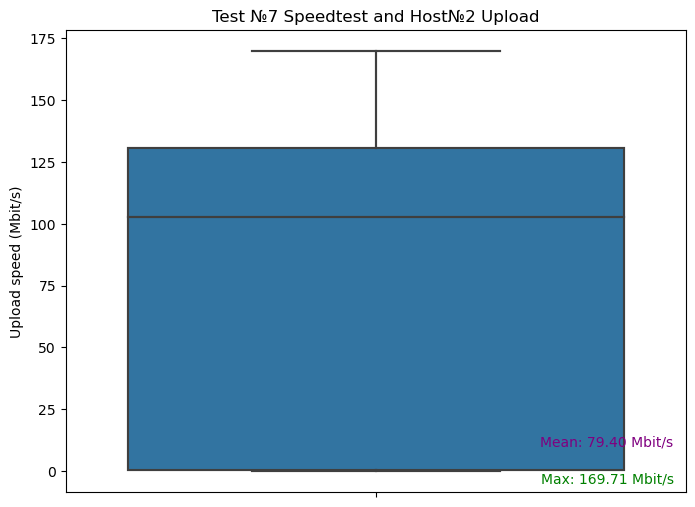 Test №7 Speedtest and Host№2 Upload
Upload speed (Mbit/s)
175
150
125
100
75
50
25
0
Mean: 79.40 Mbit/s
Max: 169.71 Mbit/s